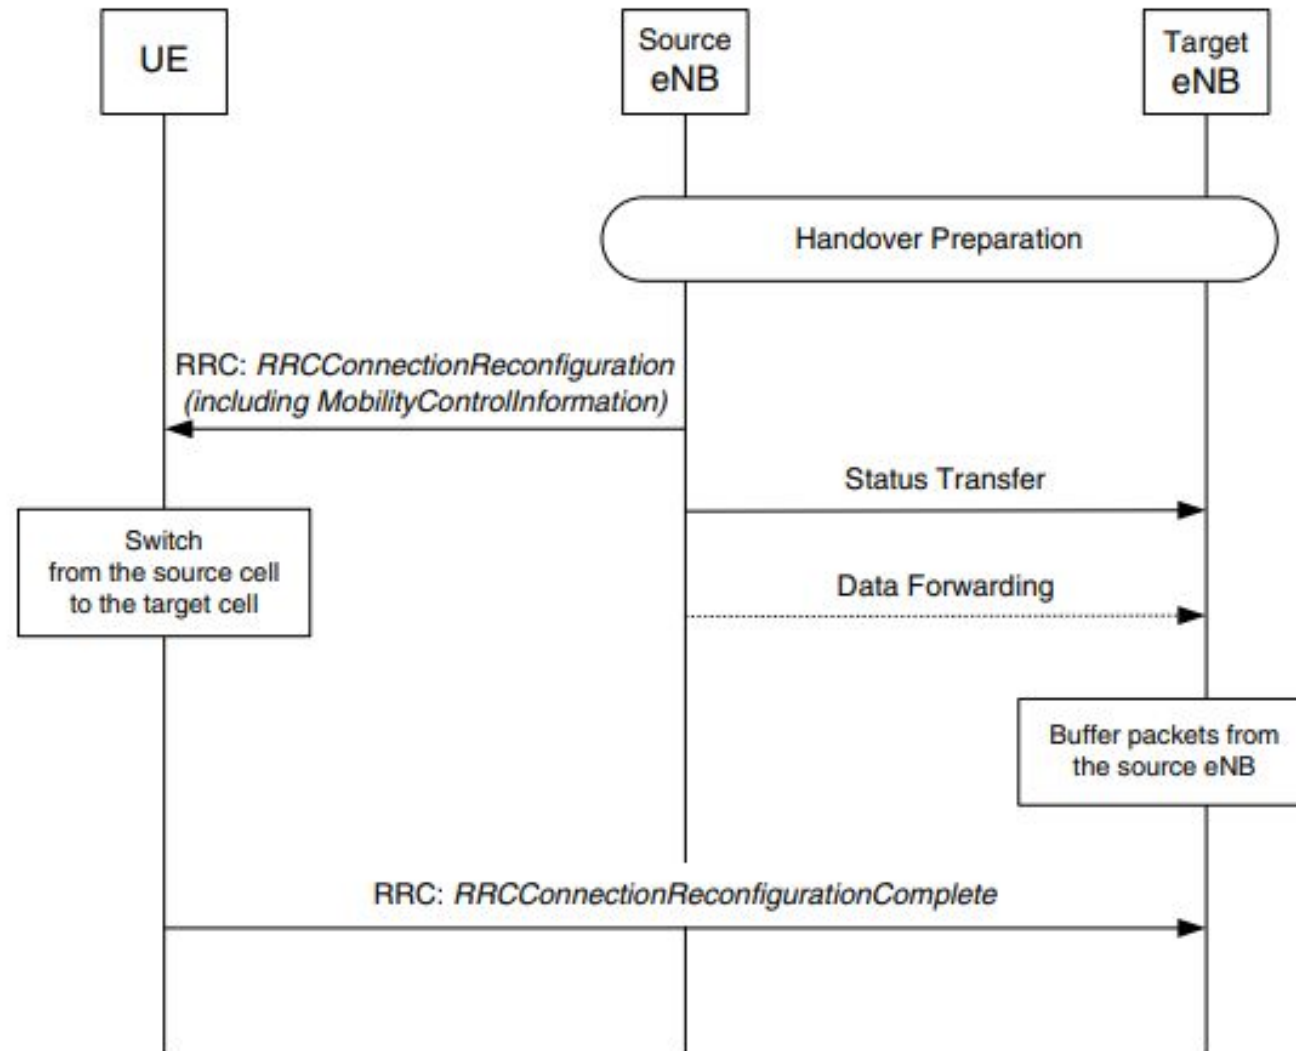 UE
Source
eNB
Target
eNB
Handover Preparation
RRC: RRCConnectionReconfiguration
(including MobilityControlInformation)
Status Transfer
Switch
from the source cell
to the target cell
Data Forwarding
Buffer packets from
the source eNB
RRC: RRCConnectionReconfigurationComplete